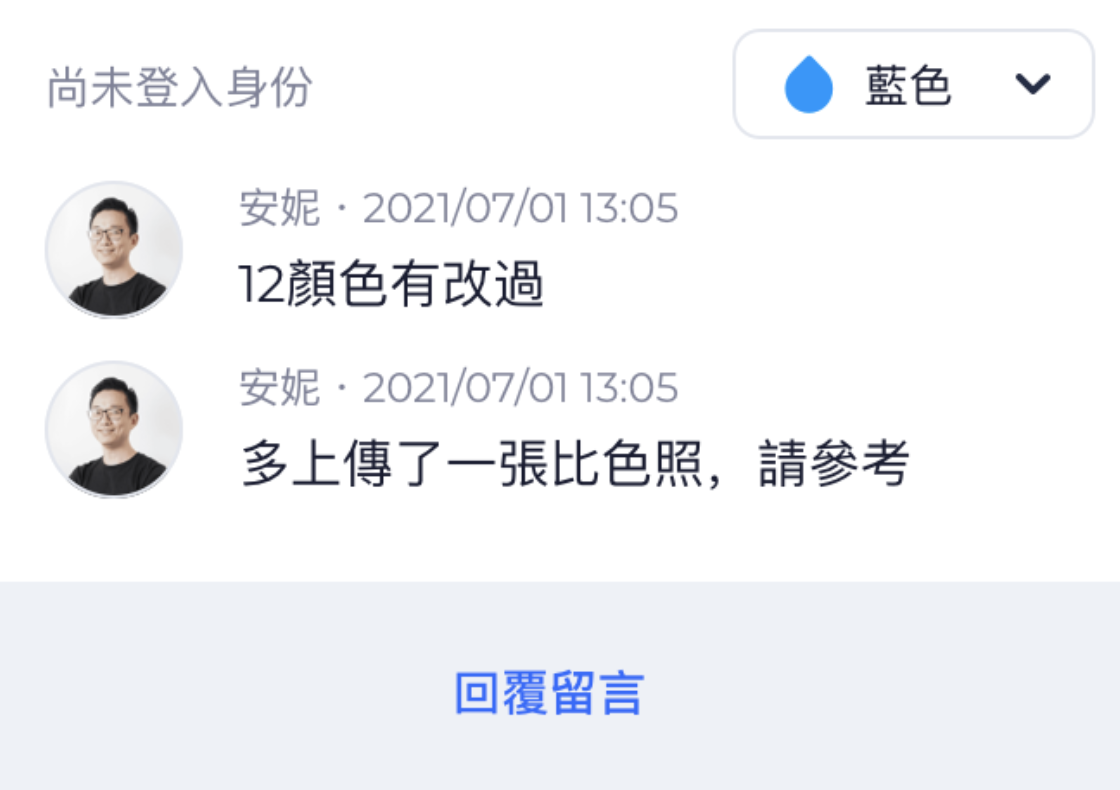 尚未登入身份
藍色
安妮・2021/07/01 13:05
12顏色有改過
安妮・2021/07/01 13:05
多上傳了一張比色照，請參考
回覆留言